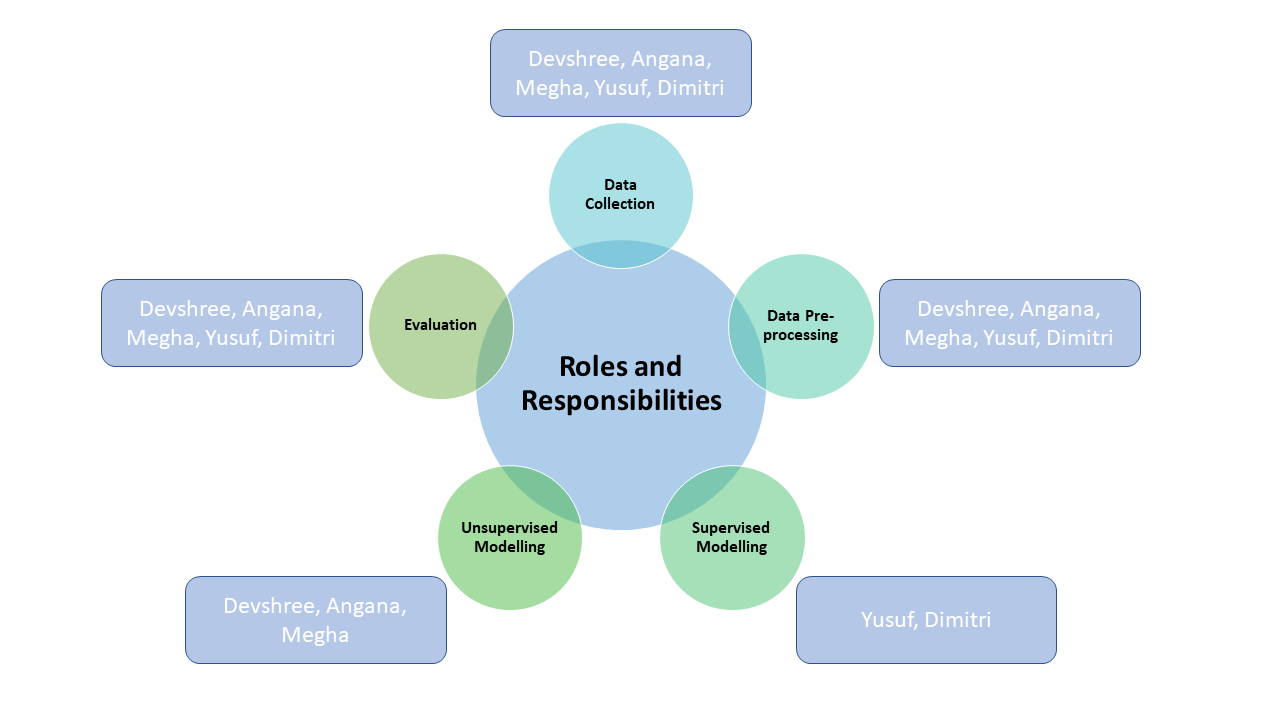 Devshree, Angana,
Megha, Yusuf, Dimitri
Data
Collection
Devshree, Angana,
Megha, Yusuf, Dimitri
Evaluation
Data Pre-
processing
Devshree, Angana,
Megha, Yusuf, Dimitri
Roles and
Responsibilities
Unsupervised
Modelling
Supervised
Modelling
Devshree, Angana,
Megha
Yusuf, Dimitri